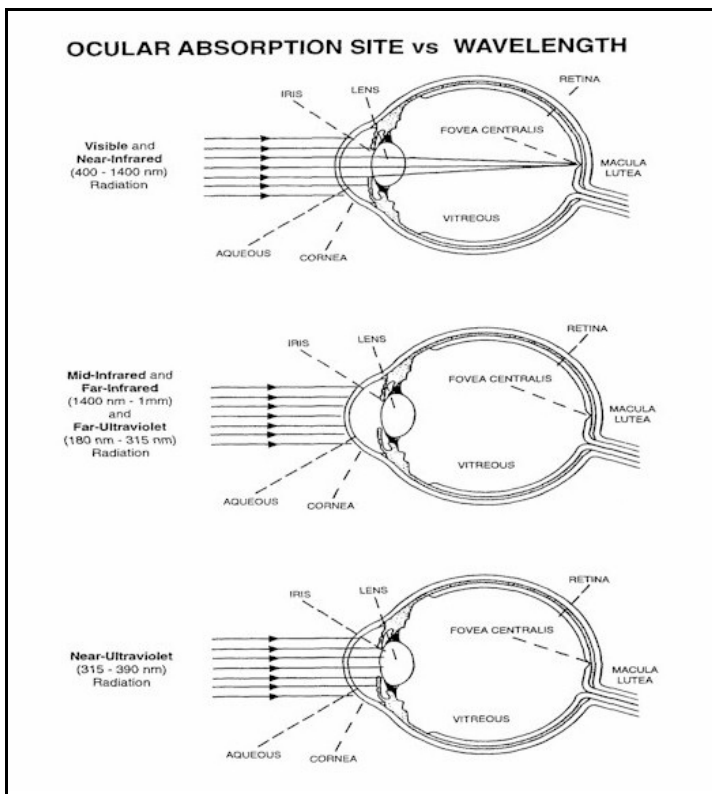 OCULAR ABSORPTION SITE vs WAVELENGTH
RETINA
LENS
IRIS
FOVEA CENTRALIS
Visible and
Near-Infrared
(400 - 1400 nm)
Radiation
MACULA
LUTEA
VITREOUS
AQUEOUS
CORNEA
RETINA
LENS
IRIS
FOVEA CENTRALIS
Mid-Infrared and
Far-Infrared
(1400 nm - 1mm)
and
Far-Ultraviolet
(180 nm - 315 nm)
Radiation
MACULA
LUTEA
VITREOUS
AQUEOUS
CORNEA
RETINA
LENS
IRIS
FOVEA CENTRALIS
Near-Ultraviolet
(315 - 390 nm)
Radiation
MACULA
LUTEA
VITREOUS
AQUEOUS
CORNEA